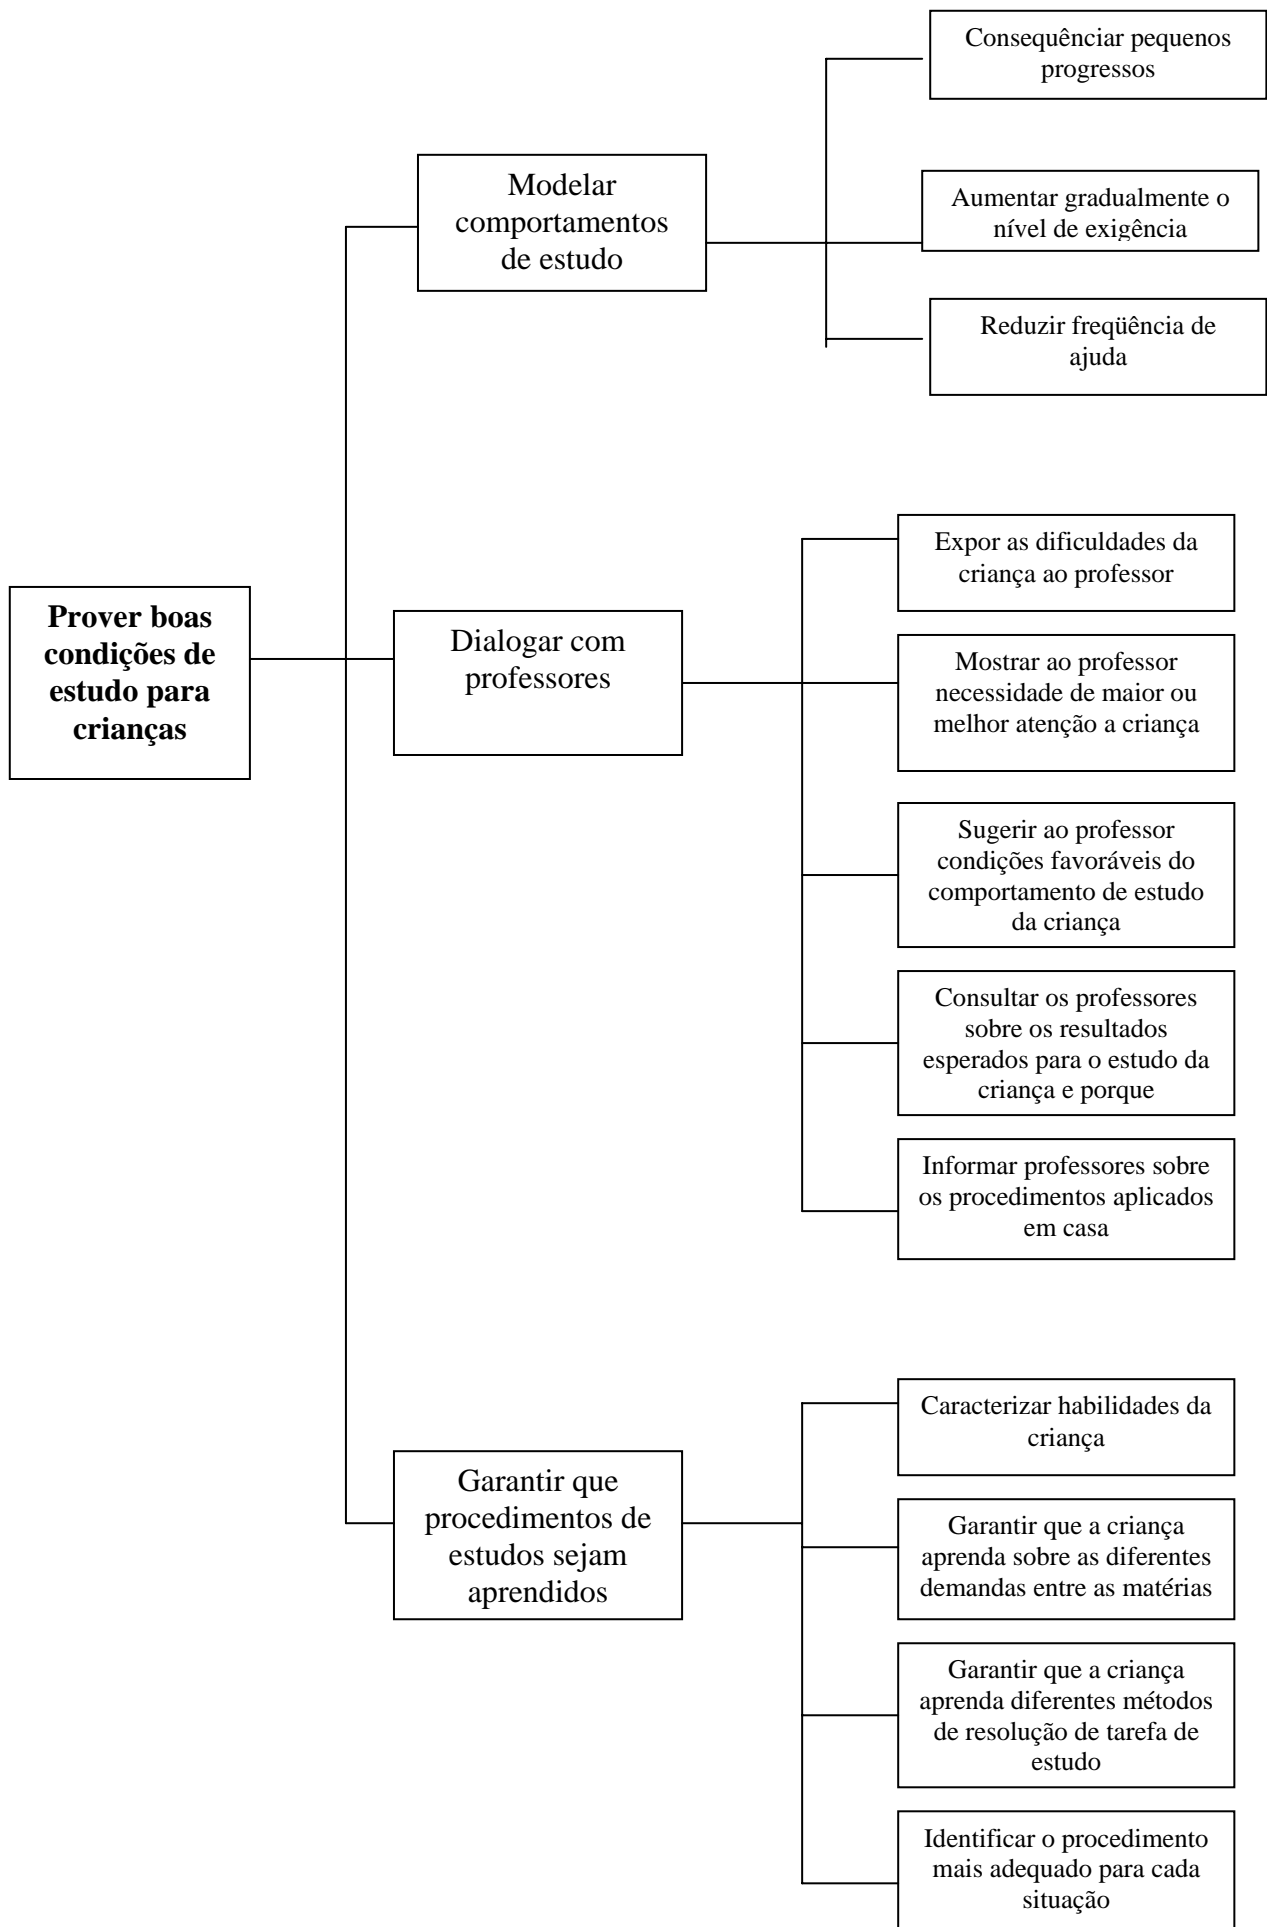 Consequênciar pequenos
progressos
Modelar
comportamentos
de estudo
Aumentar gradualmente o
nível de exigência
Reduzir freqüência de
ajuda
Prover boas
condições de
estudo para
crianças
Dialogar com
professores
Expor as dificuldades da
criança ao professor
Mostrar ao professor
necessidade de maior ou
melhor atenção a criança
Sugerir ao professor
condições favoráveis do
comportamento de estudo
da criança
Consultar os professores
sobre os resultados
esperados para o estudo da
criança e porque
Informar professores sobre
os procedimentos aplicados
em casa
Garantir que
procedimentos de
estudos sejam
aprendidos
Caracterizar habilidades da
criança
Garantir que a criança
aprenda sobre as diferentes
demandas entre as matérias
Garantir que a criança
aprenda diferentes métodos
de resolução de tarefa de
estudo
Identificar o procedimento
mais adequado para cada
situação